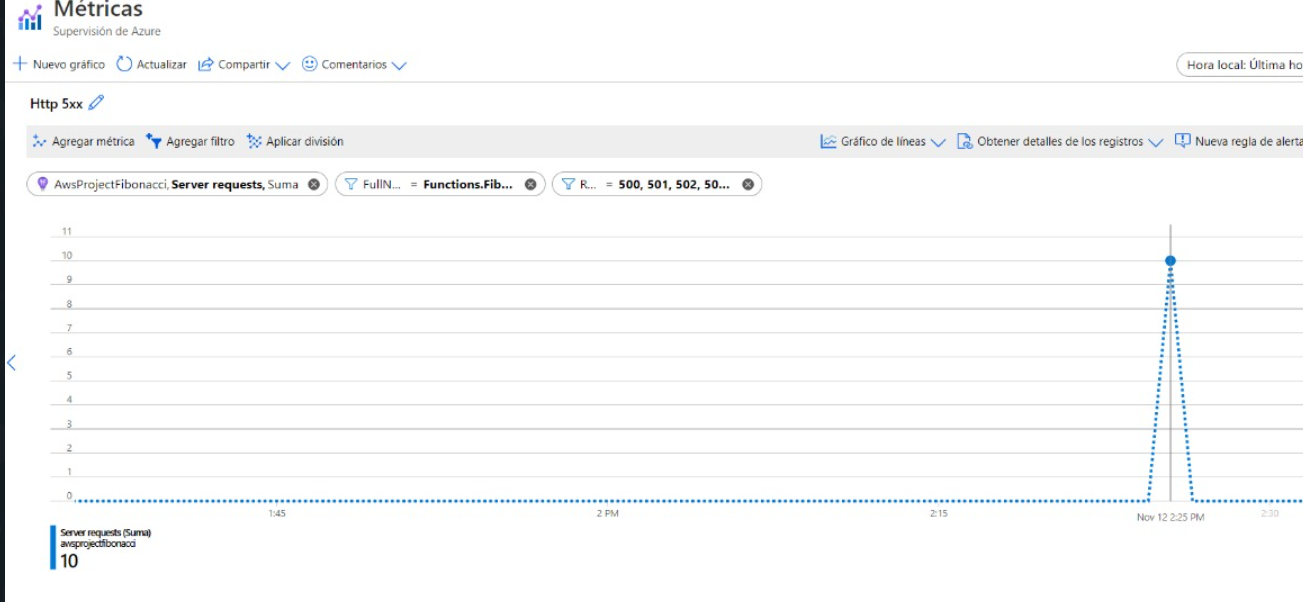 Métricas
Supervisión de Azure
Nuevo gráfico Actualizar Compartir Comentarios
Hora local: Última ho
Http 5xx
Agregar métrica Agregar filtro Aplicar división
Gráfico de líneas Obtener detalles de los registros Nueva regla de alerta
AwsProjectFibonacci, Server requests, Suma
FullN... = Functions.Fib...
R... = 500, 501, 502, 50...
11
10
9
8
7
6
5
4
3
2
1
0
1:45 2 PM 2:15 Nov 12 2:25 PM 2:30
Server requests (Suma)
awsprojectfibonacci
10